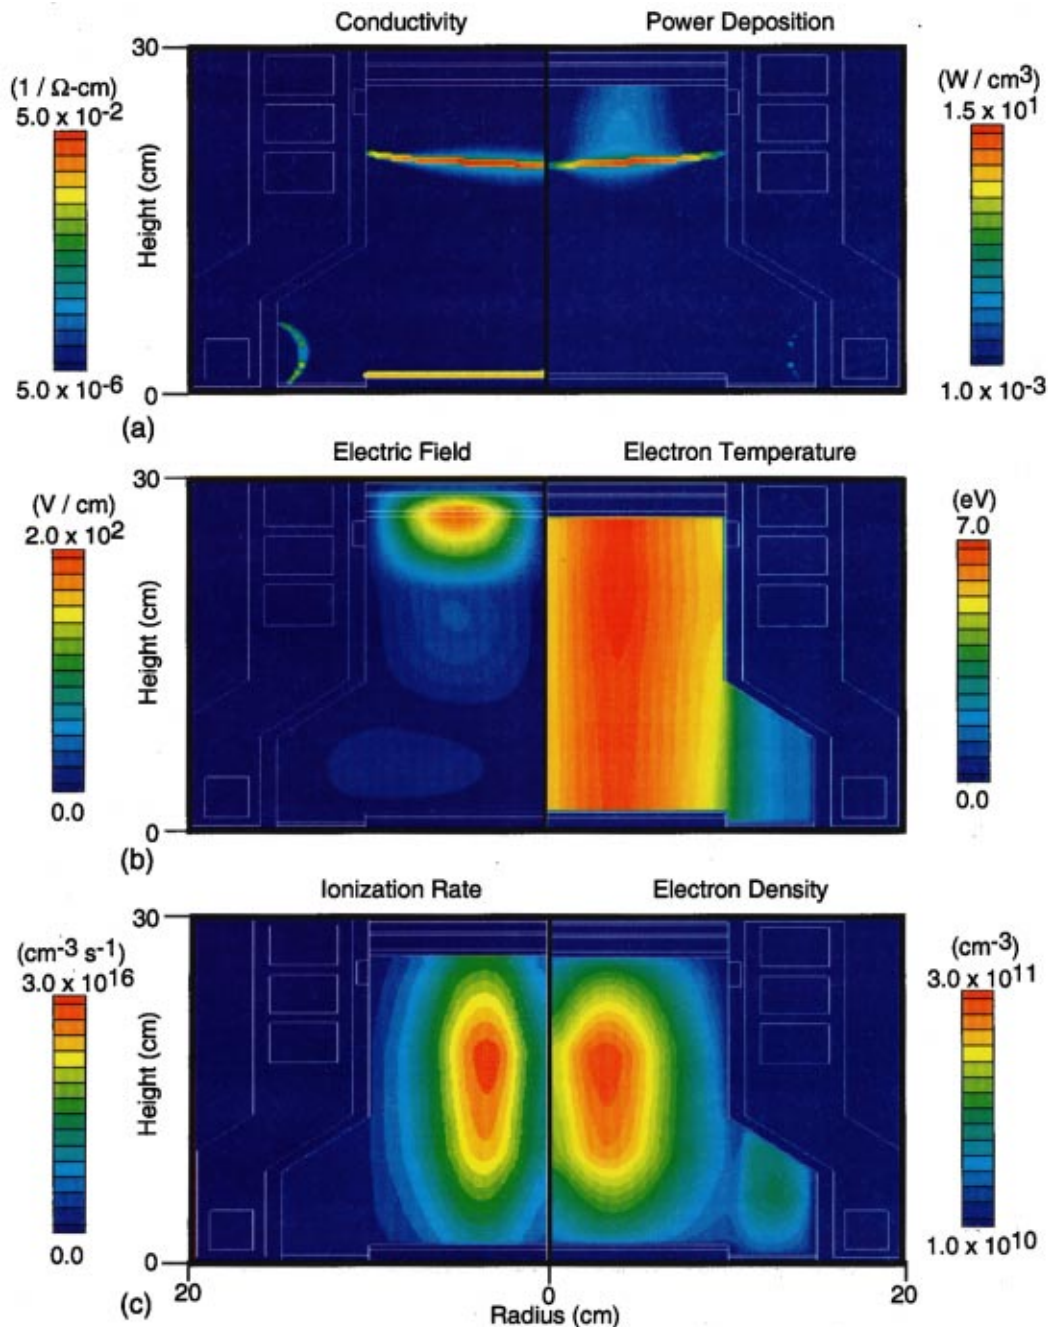 Conductivity Power Deposition
30
(1 / Ω-cm)
5.0 x 10-2
(W / cm3)
1.5 x 101
Height (cm)
5.0 x 10-6
1.0 x 10-3
0
(a)
Electric Field Electron Temperature
30
(V / cm)
2.0 x 102
(eV)
7.0
Height (cm)
0.0
0.0
0
(b)
Ionization Rate Electron Density
30
(cm-3 s-1)
3.0 x 1016
(cm-3)
3.0 x 1011
Height (cm)
0.0
1.0 x 1010
0
20 0 20
(c)
Radius (cm)